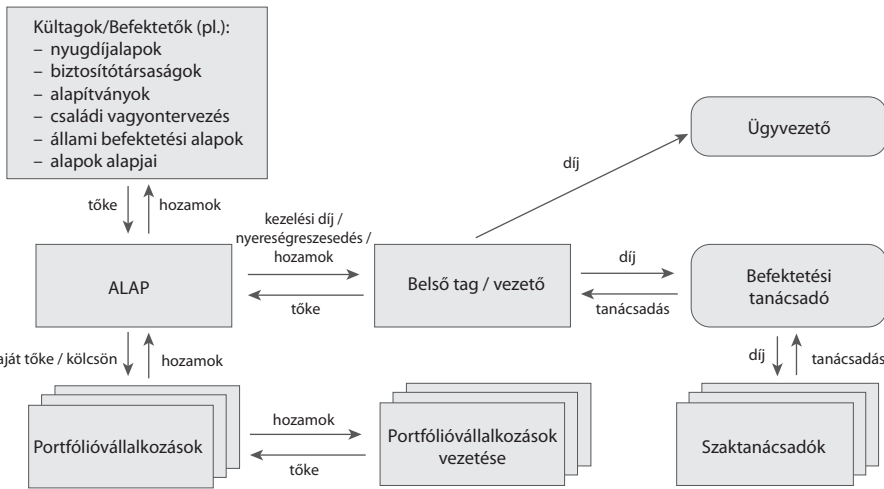 Kültagok/Befektetők (pl.):
– nyugdíjalapok
– biztosítótársaságok
– alapítványok
– családi vagyontervezés
– állami befektetési alapok
– alapok alapjai
Ügyvezető
díj
tőke
hozamok
kezelési díj /
nyereségreszesedés /
hozamok
ALAP
tőke
Belső tag / vezető
díj
tanácsadás
Befektetési
tanácsadó
aját tőke / kölcsön
hozamok
díj
tanácsadás
Portfólióvállalkozások
hozamok
tőke
Portfólióvállalkozások
vezetése
Szaktanácsadók